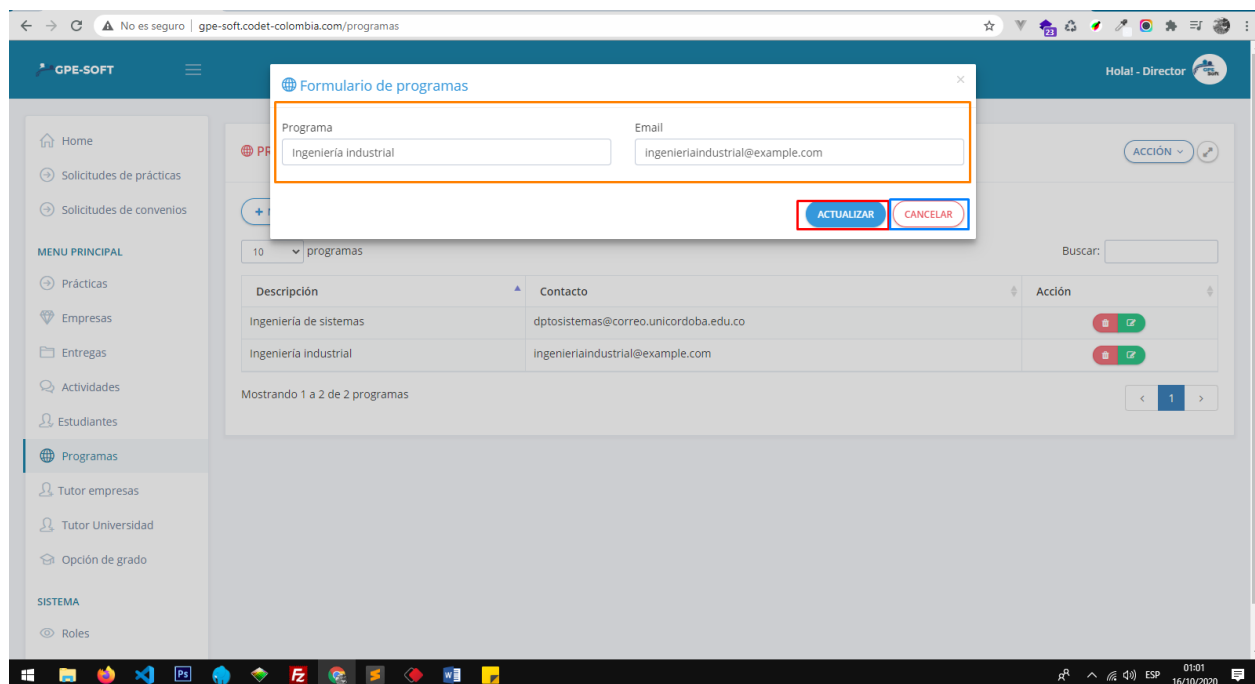 No es seguro | gpe-soft.codet-colombia.com/programas
23
GPE-SOFT
Hola! - Director
Formulario de programas
×
Programa
Email
Ingeniería industrial
ingenieriaindustrial@example.com
ACTUALIZAR
CANCELAR
Home
Solicitudes de prácticas
Solicitudes de convenios
MENU PRINCIPAL
Prácticas
Empresas
Entregas
Actividades
Estudiantes
Programas
Tutor empresas
Tutor Universidad
Opción de grado
SISTEMA
Roles
ACCIÓN
10 programas
Buscar:
Descripción Contacto Acción
Ingeniería de sistemas dptosistemas@correo.unicordoba.edu.co
Ingeniería industrial ingenieriaindustrial@example.com
Mostrando 1 a 2 de 2 programas
< 1 >
Ps
ESP
01:01
16/10/2020